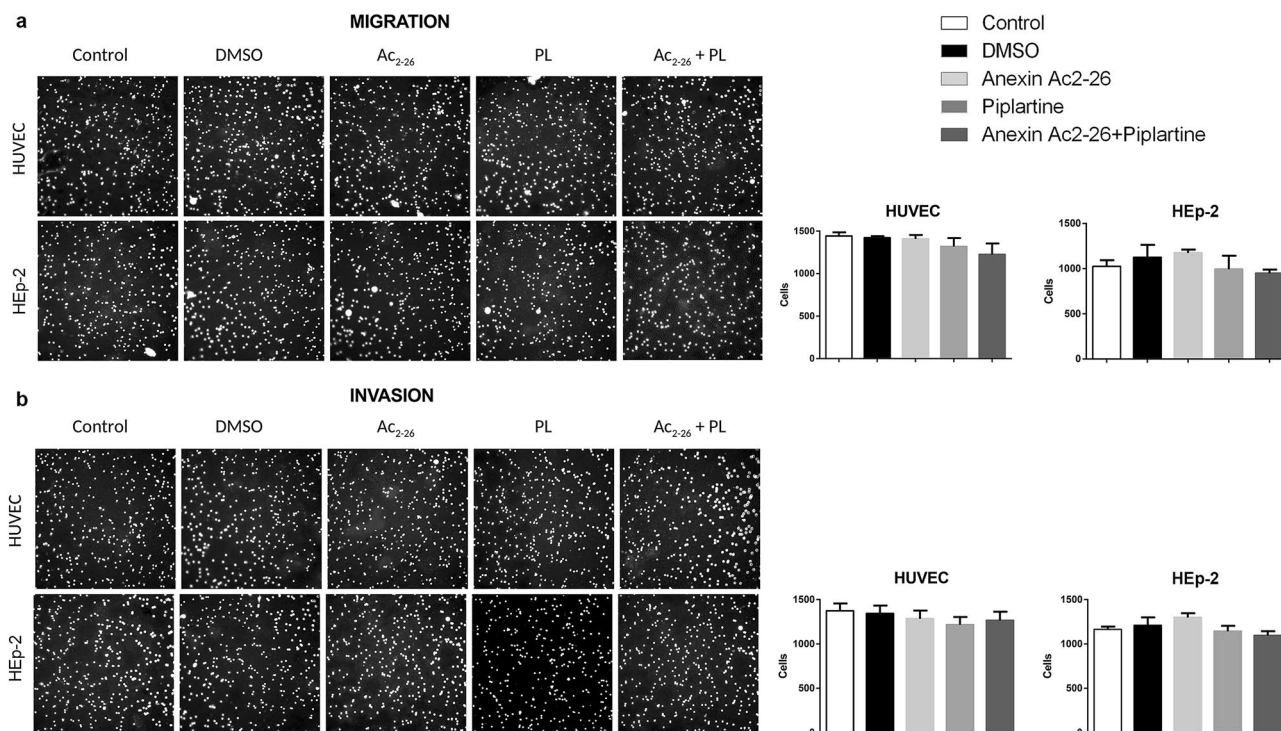 a
MIGRATION
Control DMSO Ac2-26 PL Ac2-26 + PL
HUVEC
HEp-2
Control
DMSO
Anexin Ac2-26
Piplartine
Anexin Ac2-26+Piplartine
HUVEC
Cells
1500
1000
500
0
HEp-2
Cells
1500
1000
500
0
b
INVASION
Control DMSO Ac2-26 PL Ac2-26 + PL
HUVEC
HEp-2
HUVEC
Cells
1500
1000
500
0
HEp-2
Cells
1500
1000
500
0